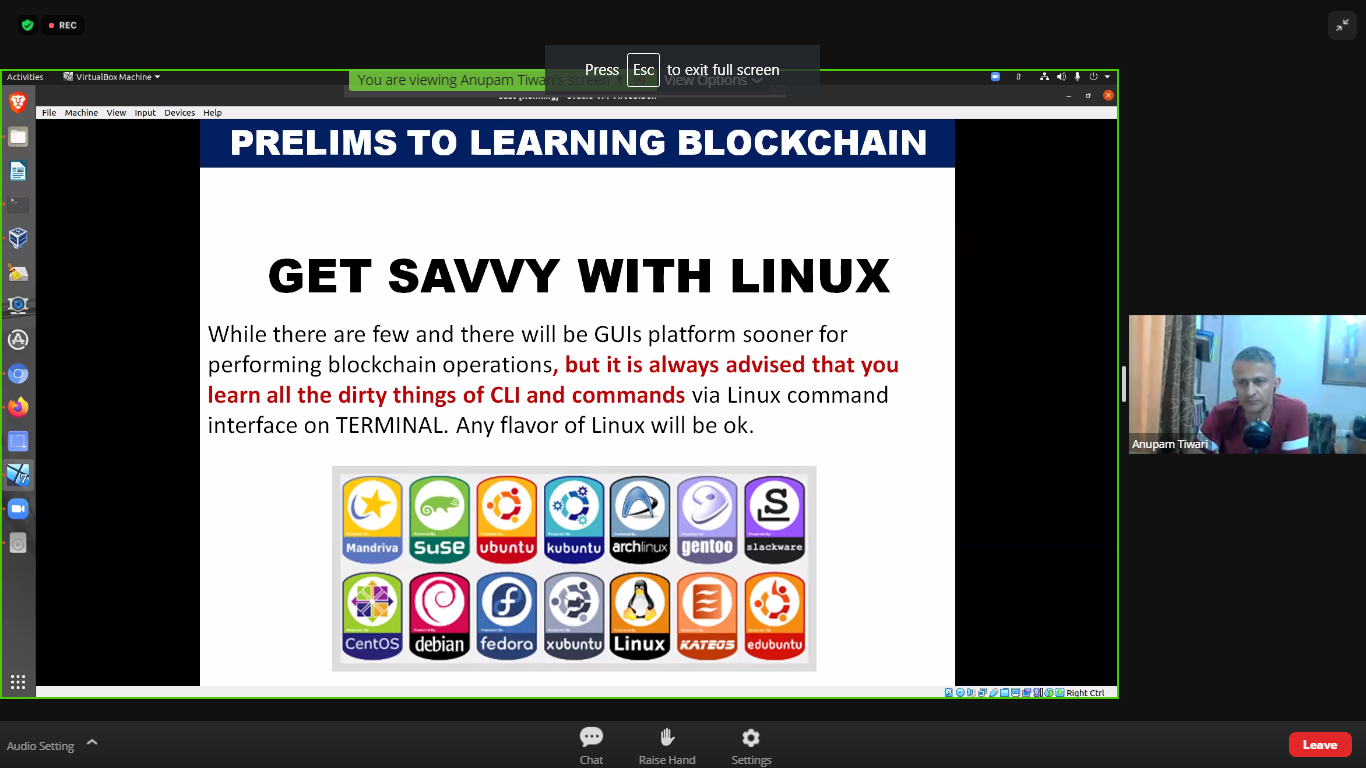 REC
Press Esc to exit full screen
You are viewing Anupam Tiwari's screen
View Options
Activities
VirtualBox Machine
File Machine View Input Devices Help
PRELIMS TO LEARNING BLOCKCHAIN
GET SAVVY WITH LINUX
While there are few and there will be GUIs platform sooner for
performing blockchain operations, but it is always advised that you
learn all the dirty things of CLI and commands via Linux command
interface on TERMINAL. Any flavor of Linux will be ok.
Mandriva SuSE ubuntu kubuntu archlinux gentoo slackware
CentOS debian fedora xubuntu Linux KATEOS edubuntu
Anupam Tiwari
Right Ctrl
Audio Setting
Chat
Raise Hand
Settings
Leave